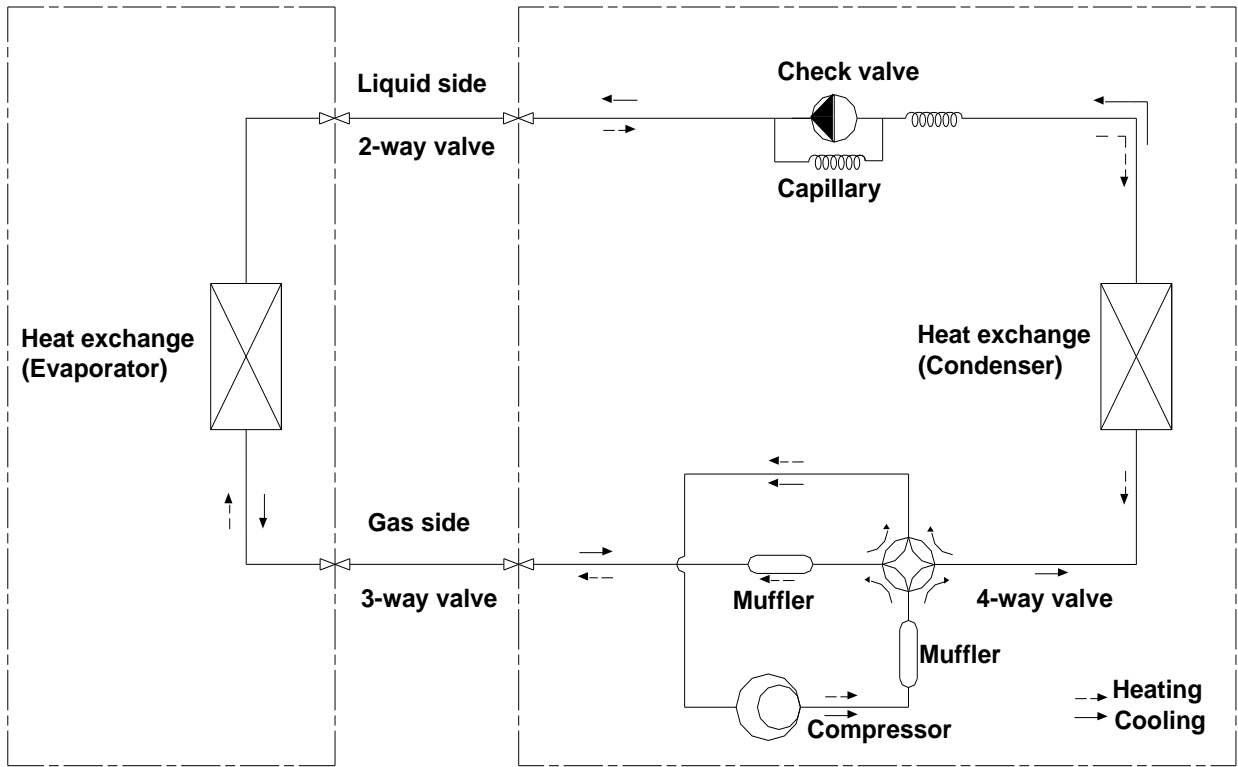 Check valve
Liquid side
2-way valve
Capillary
Heat exchange
(Evaporator)
Heat exchange
(Condenser)
Gas side
3-way valve
Muffler
4-way valve
Muffler
Compressor
Heating
Cooling